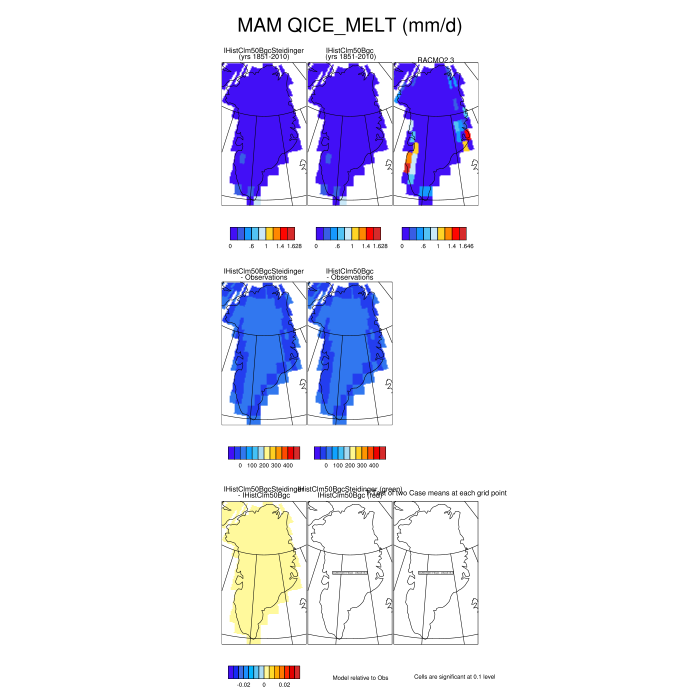 MAM QICE_MELT (mm/d)
IHistClm50BgcSteidinger
(yrs 1851-2010)
IHistClm50Bgc
(yrs 1851-2010)
RACMO2.3
0 .6 1 1.4 1.628
0 .6 1 1.4 1.628
0 .6 1 1.4 1.646
IHistClm50BgcSteidinger
- Observations
IHistClm50Bgc
- Observations
0 100 200 300 400
0 100 200 300 400
IHistClm50BgcSteidinger
- IHistClm50Bgc
IHistClm50BgcSteidinger (green)
IHistClm50Bgc (red)
of two Case means at each grid point
-0.02 0 0.02
Model relative to Obs
Cells are significant at 0.1 level